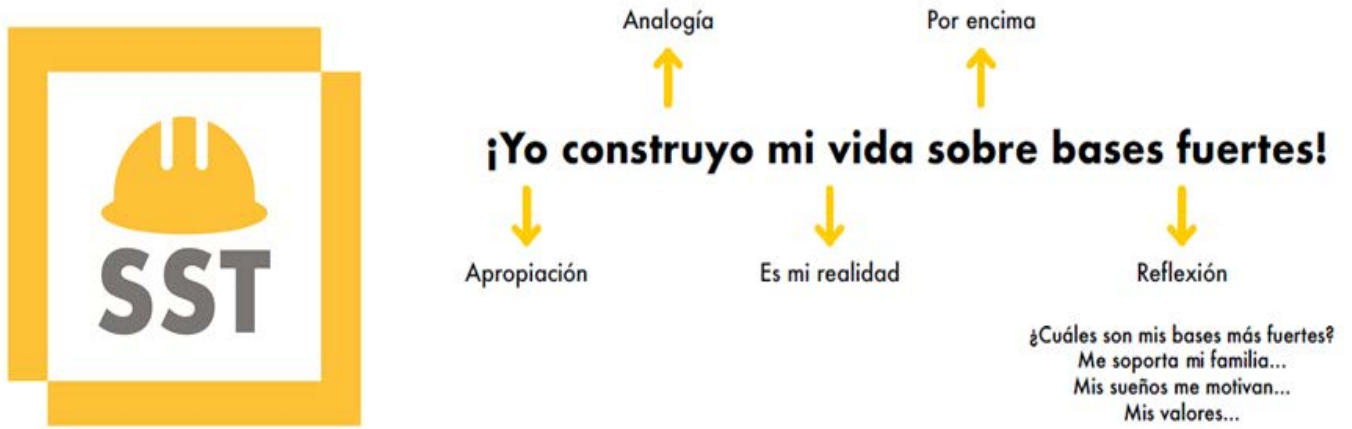 SST
Analogía
Por encima
¡Yo construyo mi vida sobre bases fuertes!
Apropiación
Es mi realidad
Reflexión
¿Cuáles son mis bases más fuertes?
Me soporta mi familia...
Mis sueños me motivan...
Mis valores...